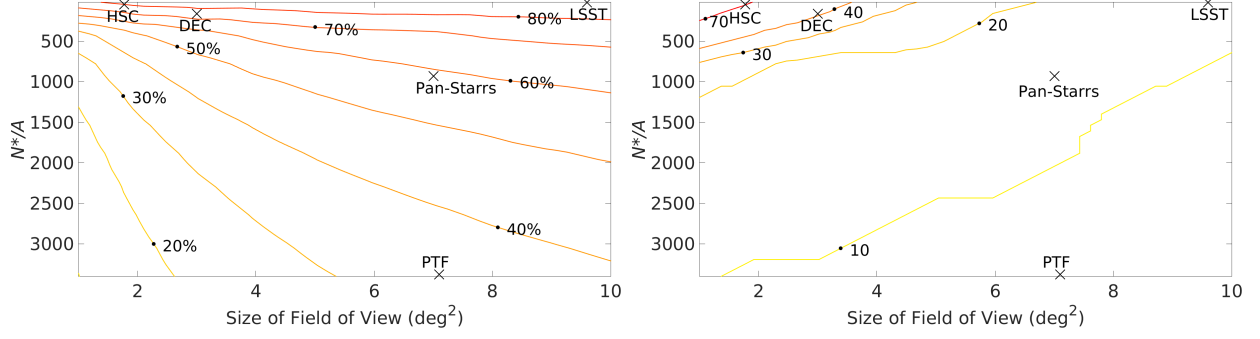 HSC
DEC
LSST
80%
70%
50%
60%
Pan-Starrs
30%
40%
20%
PTF
500
1000
1500
2000
2500
3000
N*/A
2 4 6 8 10
Size of Field of View (deg²)
70
HSC
40
DEC
20
LSST
30
Pan-Starrs
10
PTF
500
1000
1500
2000
2500
3000
N*/A
2 4 6 8 10
Size of Field of View (deg²)